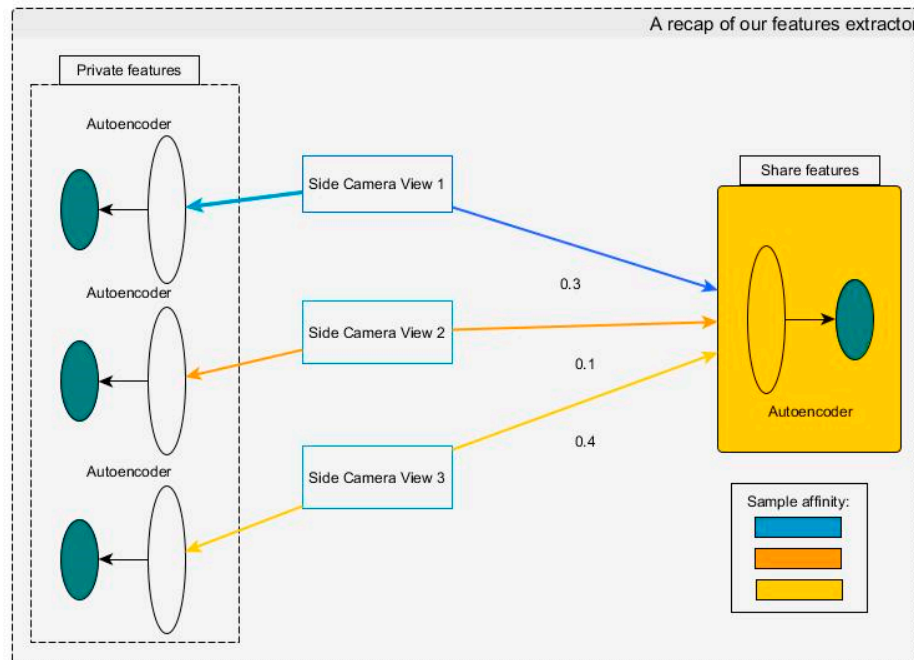 A recap of our features extractor
Private features
Autoencoder
Side Camera View 1
Share features
0.3
Autoencoder
Side Camera View 2
0.1
Autoencoder
0.4
Autoencoder
Side Camera View 3
Sample affinity: